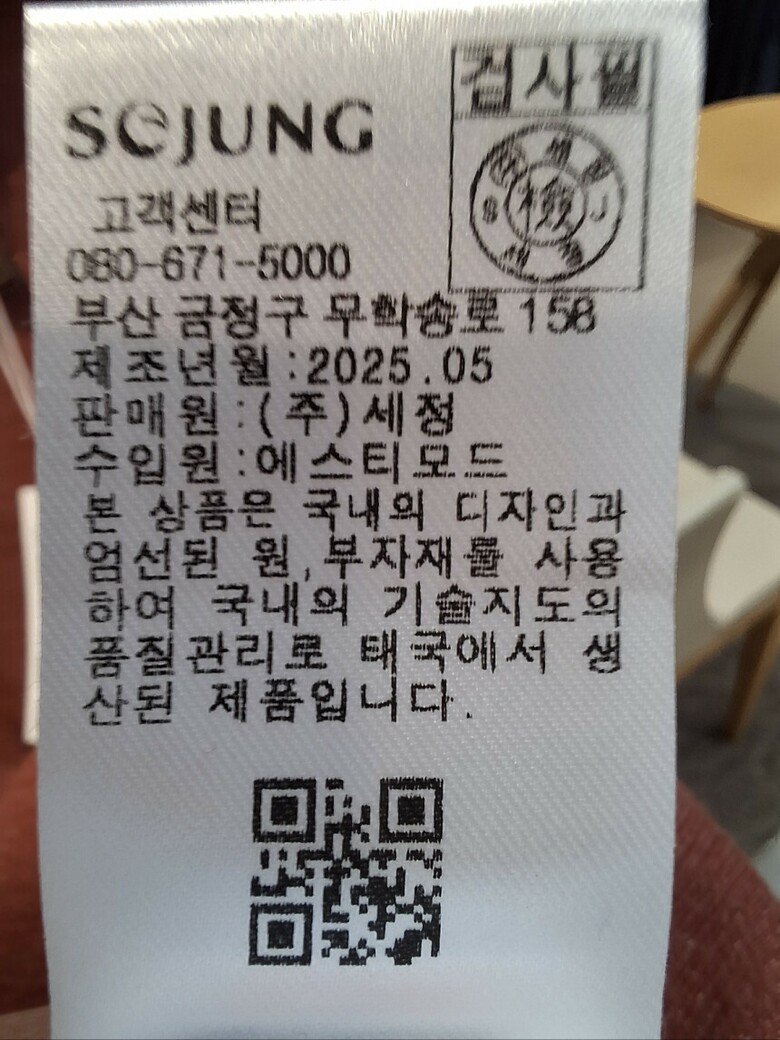 SEJUNG
검사필
고객센터
080-671-5000
부산 금정구 무학송로 158
제조년월:2025.05
판매원:(주)세정
수입원:에스티모드
본 상품은 국내의 디자인과
엄선된 원,부자재를 사용
하여 국내의 기술지도의
품질관리로 태국에서 생
산된 제품입니다.